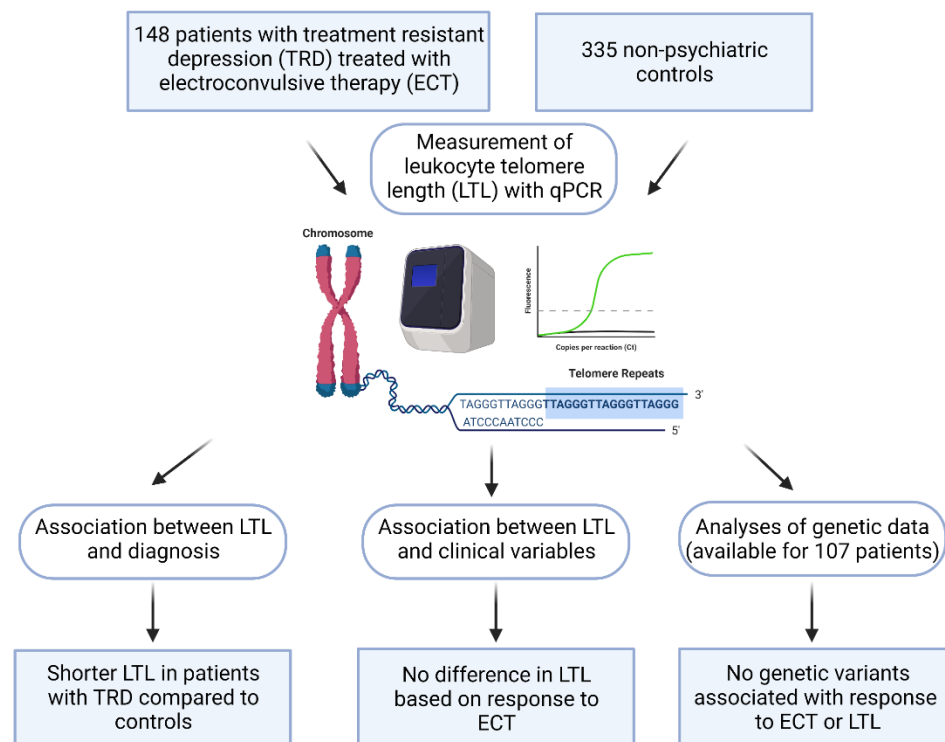 148 patients with treatment resistant
depression (TRD) treated with
electroconvulsive therapy (ECT)
335 non-psychiatric
controls
Measurement of
leukocyte telomere
length (LTL) with qPCR
Chromosome
Fluorescence
Copies per reaction (Ct)
Telomere Repeats
3'
TAGGGTTAGGGTTAGGGTTAGGGTTAGGG
ATCCCAATCCC
5'
Association between LTL
and diagnosis
Association between LTL
and clinical variables
Analyses of genetic data
(available for 107 patients)
Shorter LTL in patients
with TRD compared to
controls
No difference in LTL
based on response to
ECT
No genetic variants
associated with response
to ECT or LTL